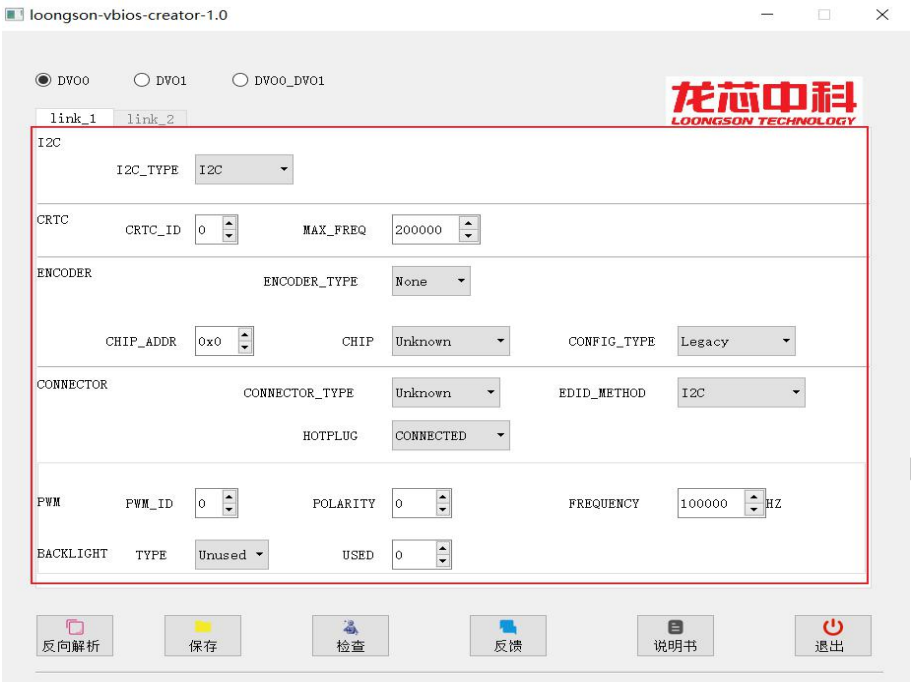 loongson-vbios-creator-1.0
DVO0 DVO1 DVO0_DVO1
龙芯中科
LOONGSON TECHNOLOGY
link_1 link_2
I2C
I2C_TYPE I2C
CRTC CRTC_ID 0 MAX_FREQ 200000
ENCODER ENCODER_TYPE None
CHIP_ADDR 0x0 CHIP Unknown CONFIG_TYPE Legacy
CONNECTOR CONNECTOR_TYPE Unknown EDID_METHOD I2C
HOTPLUG CONNECTED
PWM PWM_ID 0 POLARITY 0 FREQUENCY 100000 HZ
BACKLIGHT TYPE Unused USED 0
反向解析 保存 检查 反馈 说明书 退出